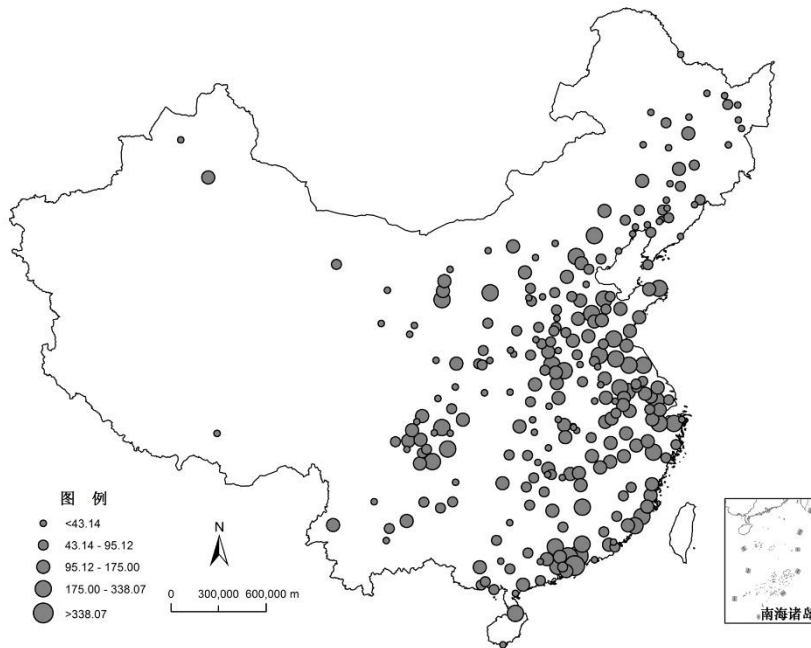 图 例
<43.14
43.14 - 95.12
95.12 - 175.00
175.00 - 338.07
>338.07
N
0 300,000 600,000 m
南海诸岛